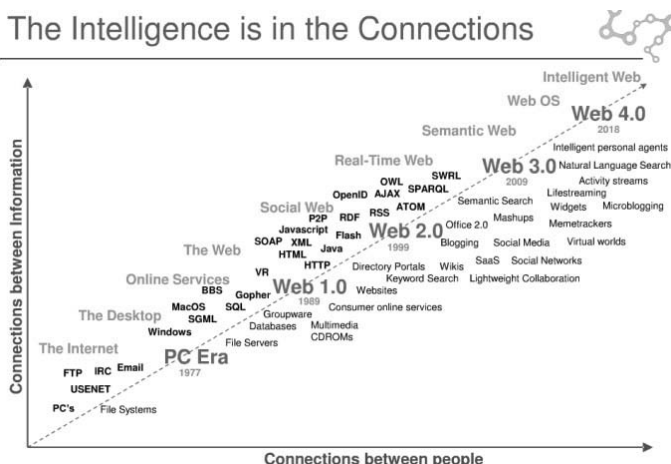 The Intelligence is in the Connections
Connections between Information
Intelligent Web
Web OS
Web 4.0
2018
Semantic Web
Intelligent personal agents
Real-Time Web
Web 3.0
2009
Natural Language Search
SWRL
OWL
Activity streams
OpenID AJAX SPARQL
Lifestreaming
ATOM
Semantic Search
Widgets Microblogging
Social Web
P2P RDF RSS
Mashups
Memetrackers
Javascript
Flash
Web 2.0
1999
Office 2.0
SOAP XML
Java
Blogging Social Media Virtual worlds
The Web
HTML
HTTP
Directory Portals Wikis SaaS Social Networks
VR
Keyword Search Lightweight Collaboration
Online Services
BBS
Gopher
Web 1.0
1989
Websites
MacOS SQL
Consumer online services
The Desktop
SGML
Groupware
Windows
Databases Multimedia
CDROMs
File Servers
The Internet
PC Era
1977
FTP IRC Email
USENET
PC's File Systems
Connections between people